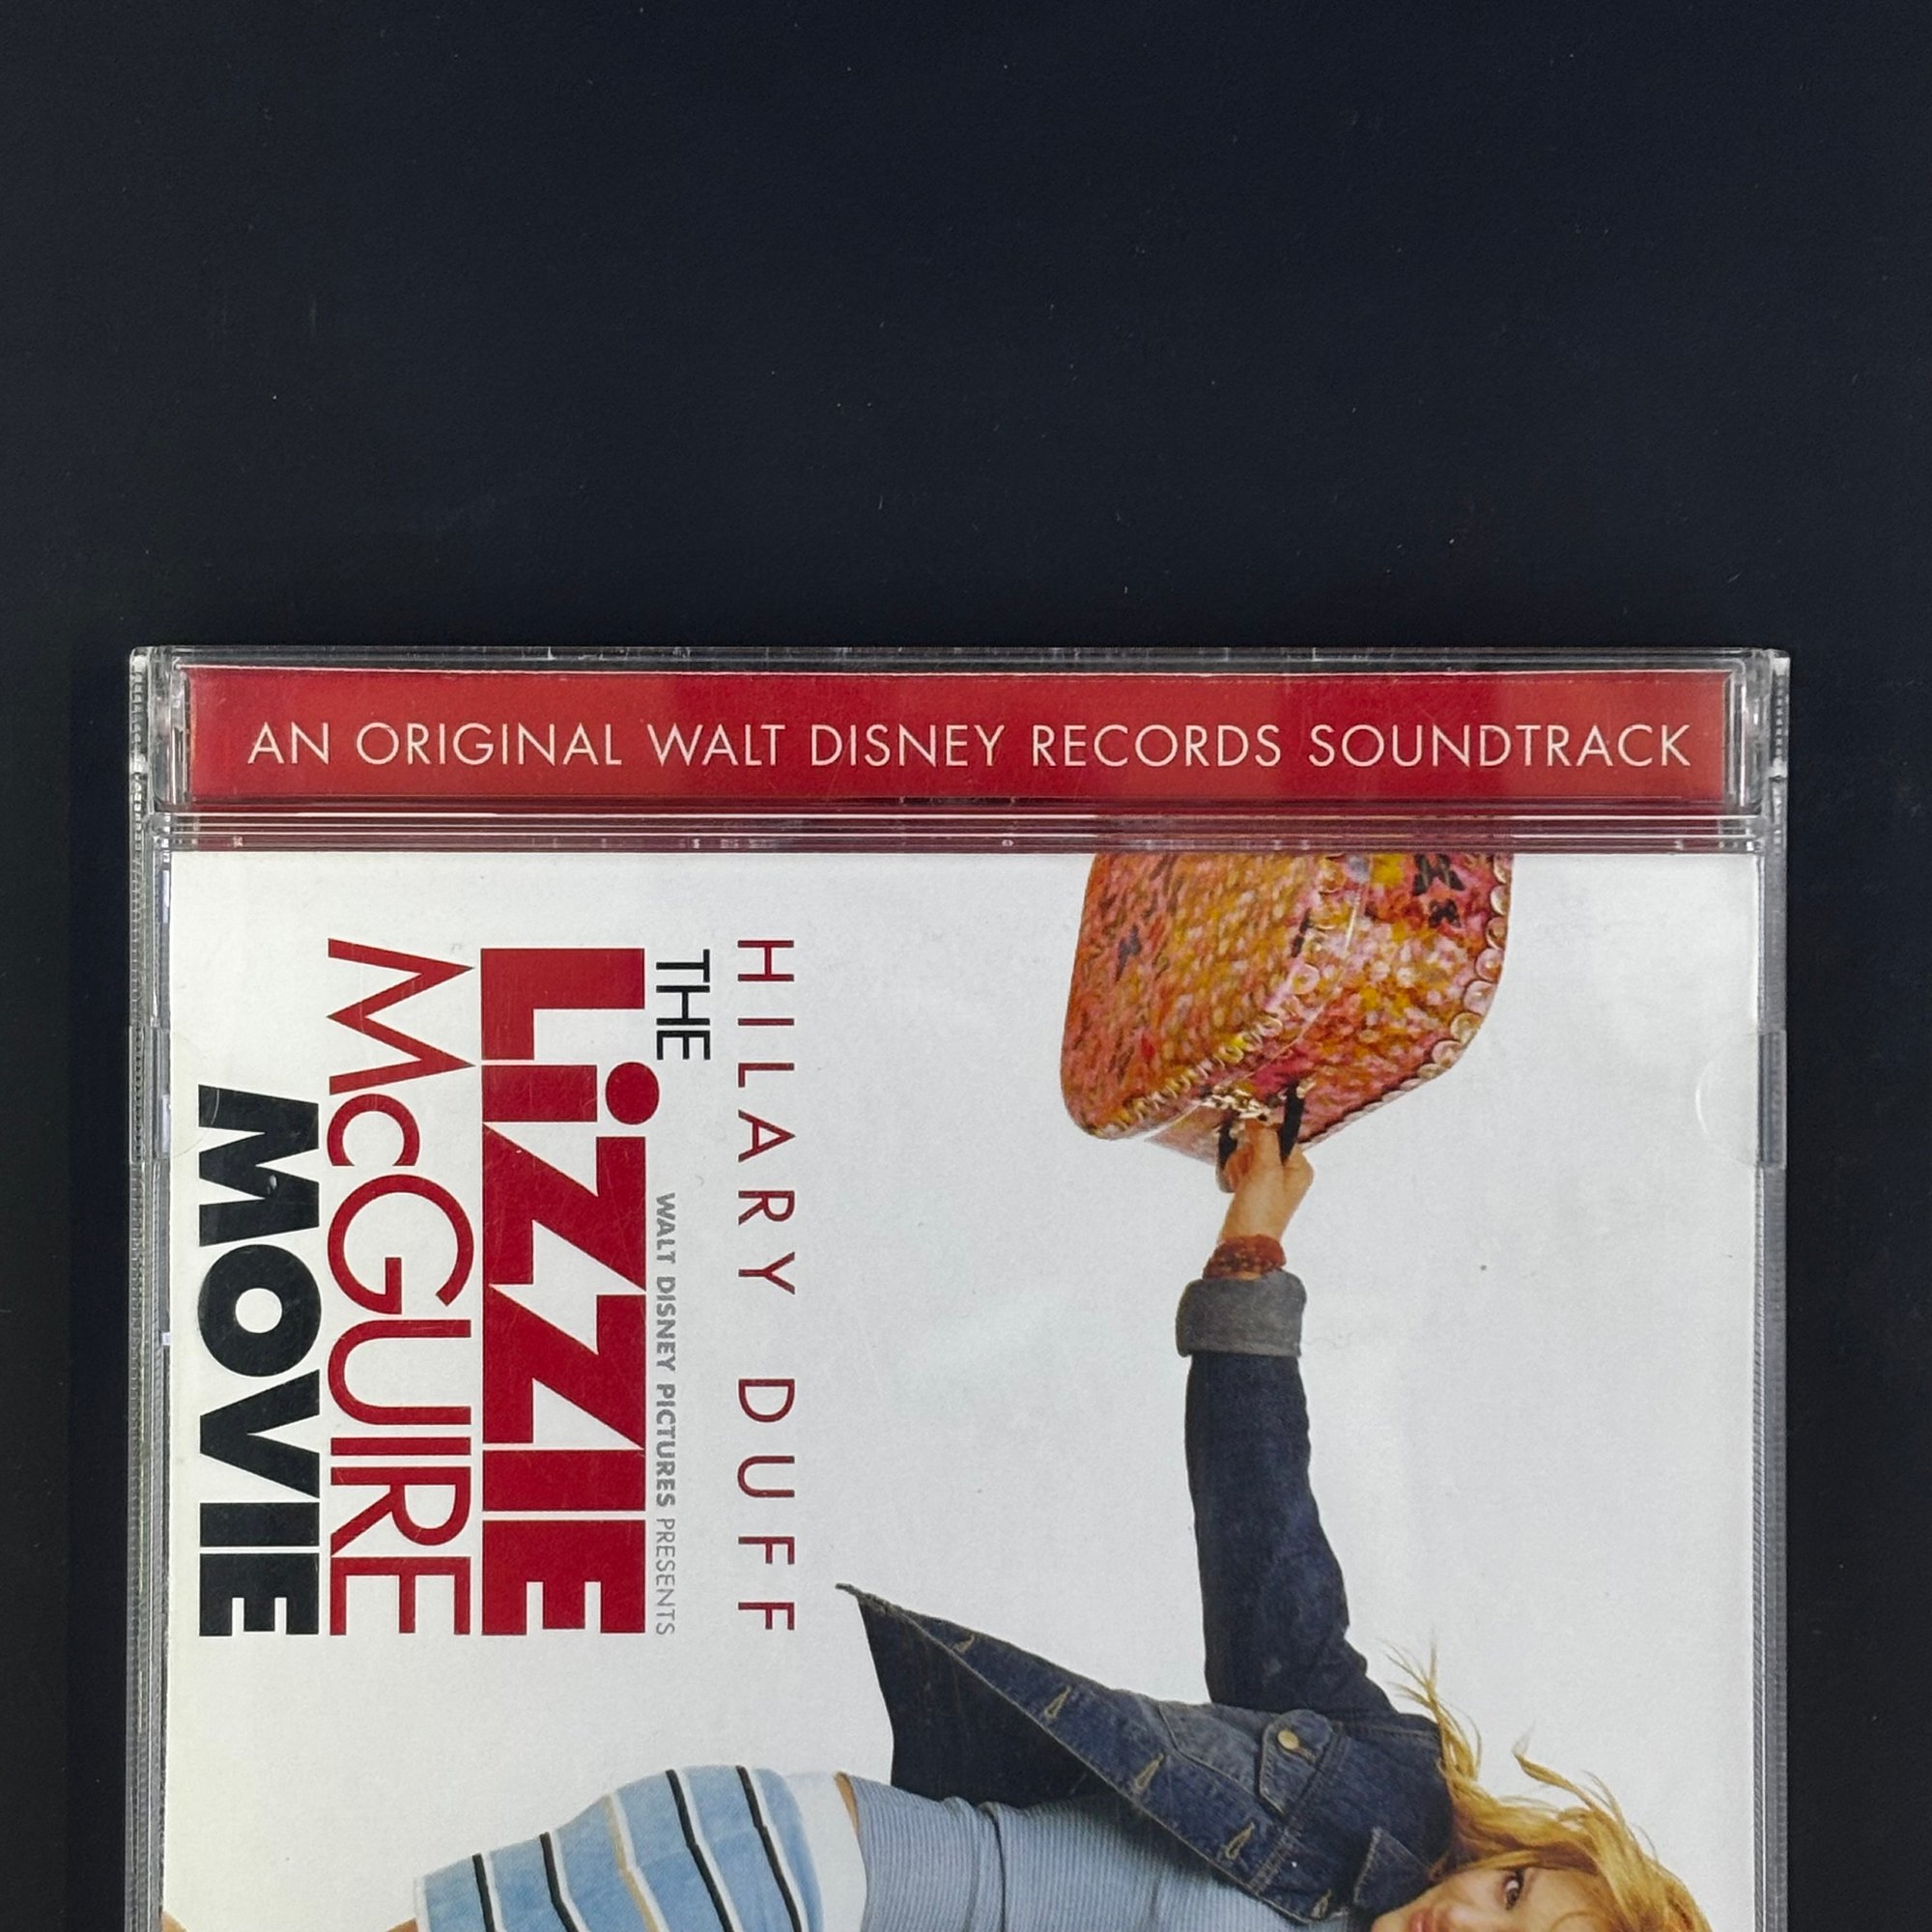 AN ORIGINAL WALT DISNEY RECORDS SOUNDTRACK
HILARY DUFF
WALT DISNEY PICTURES PRESENTS
THE
LiZZIE
McGUIRE
MOVIE